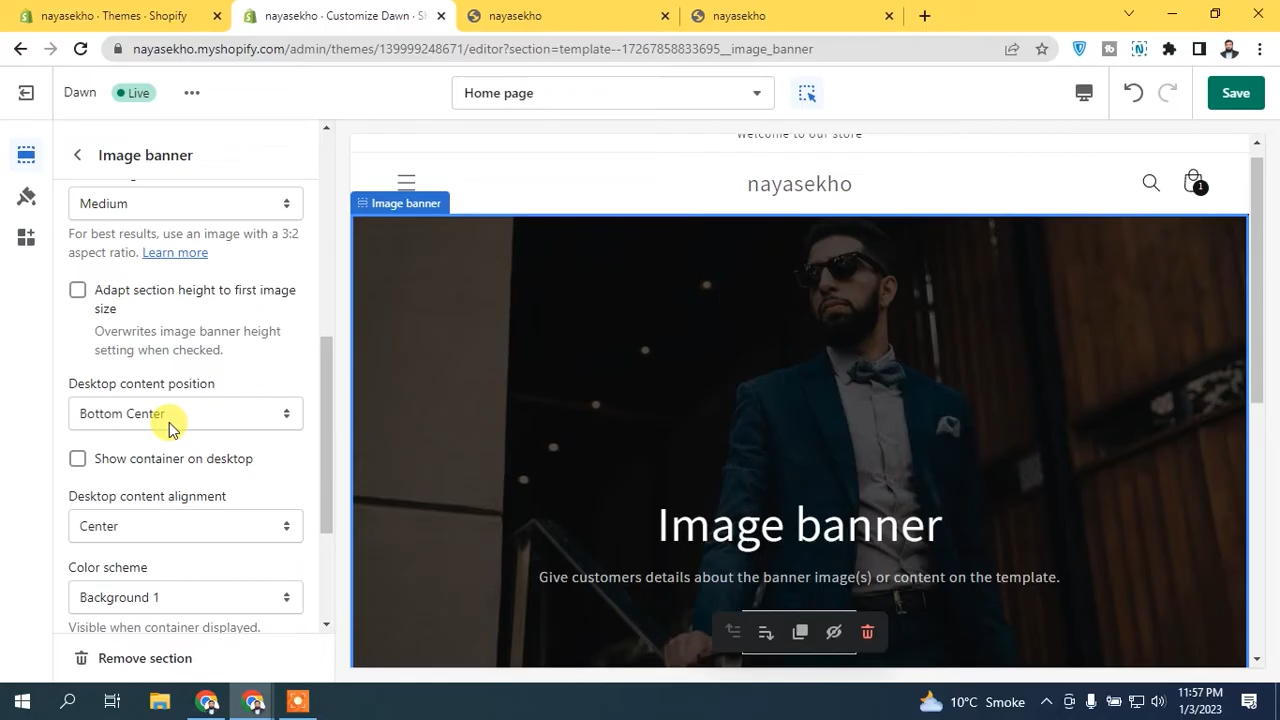 nayasekho - Themes - Shopify
nayasekho - Customize Dawn - Sh
nayasekho
nayasekho
nayasekho.myshopify.com/admin/themes/139999248671/editor?section=template--17267858833695__image_banner
Dawn
Live
Home page
Save
Image banner
Medium
For best results, use an image with a 3:2
aspect ratio. Learn more
Adapt section height to first image
size
Overwrites image banner height
setting when checked.
Desktop content position
Bottom Center
Show container on desktop
Desktop content alignment
Center
Color scheme
Background 1
Visible when container displayed.
Remove section
Welcome to our store
nayasekho
1
Image banner
Image banner
Give customers details about the banner image(s) or content on the template.
10°C Smoke
11:57 PM
1/3/2023